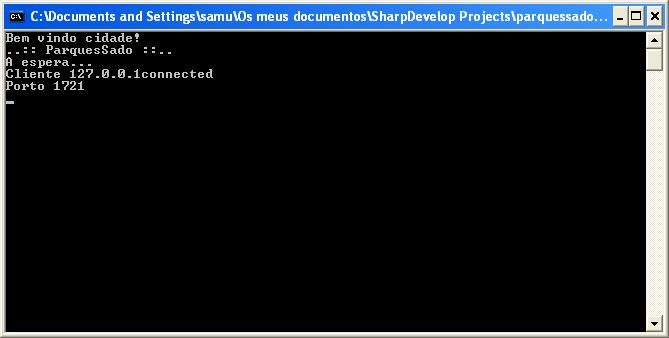 C:\Documents and Settings\samu\Os meus documentos\SharpDevelop Projects\parquessado...
Bem vindo cidade!
..:: ParquesSado ::..
A espera...
Cliente 127.0.0.1connected
Porto 1721